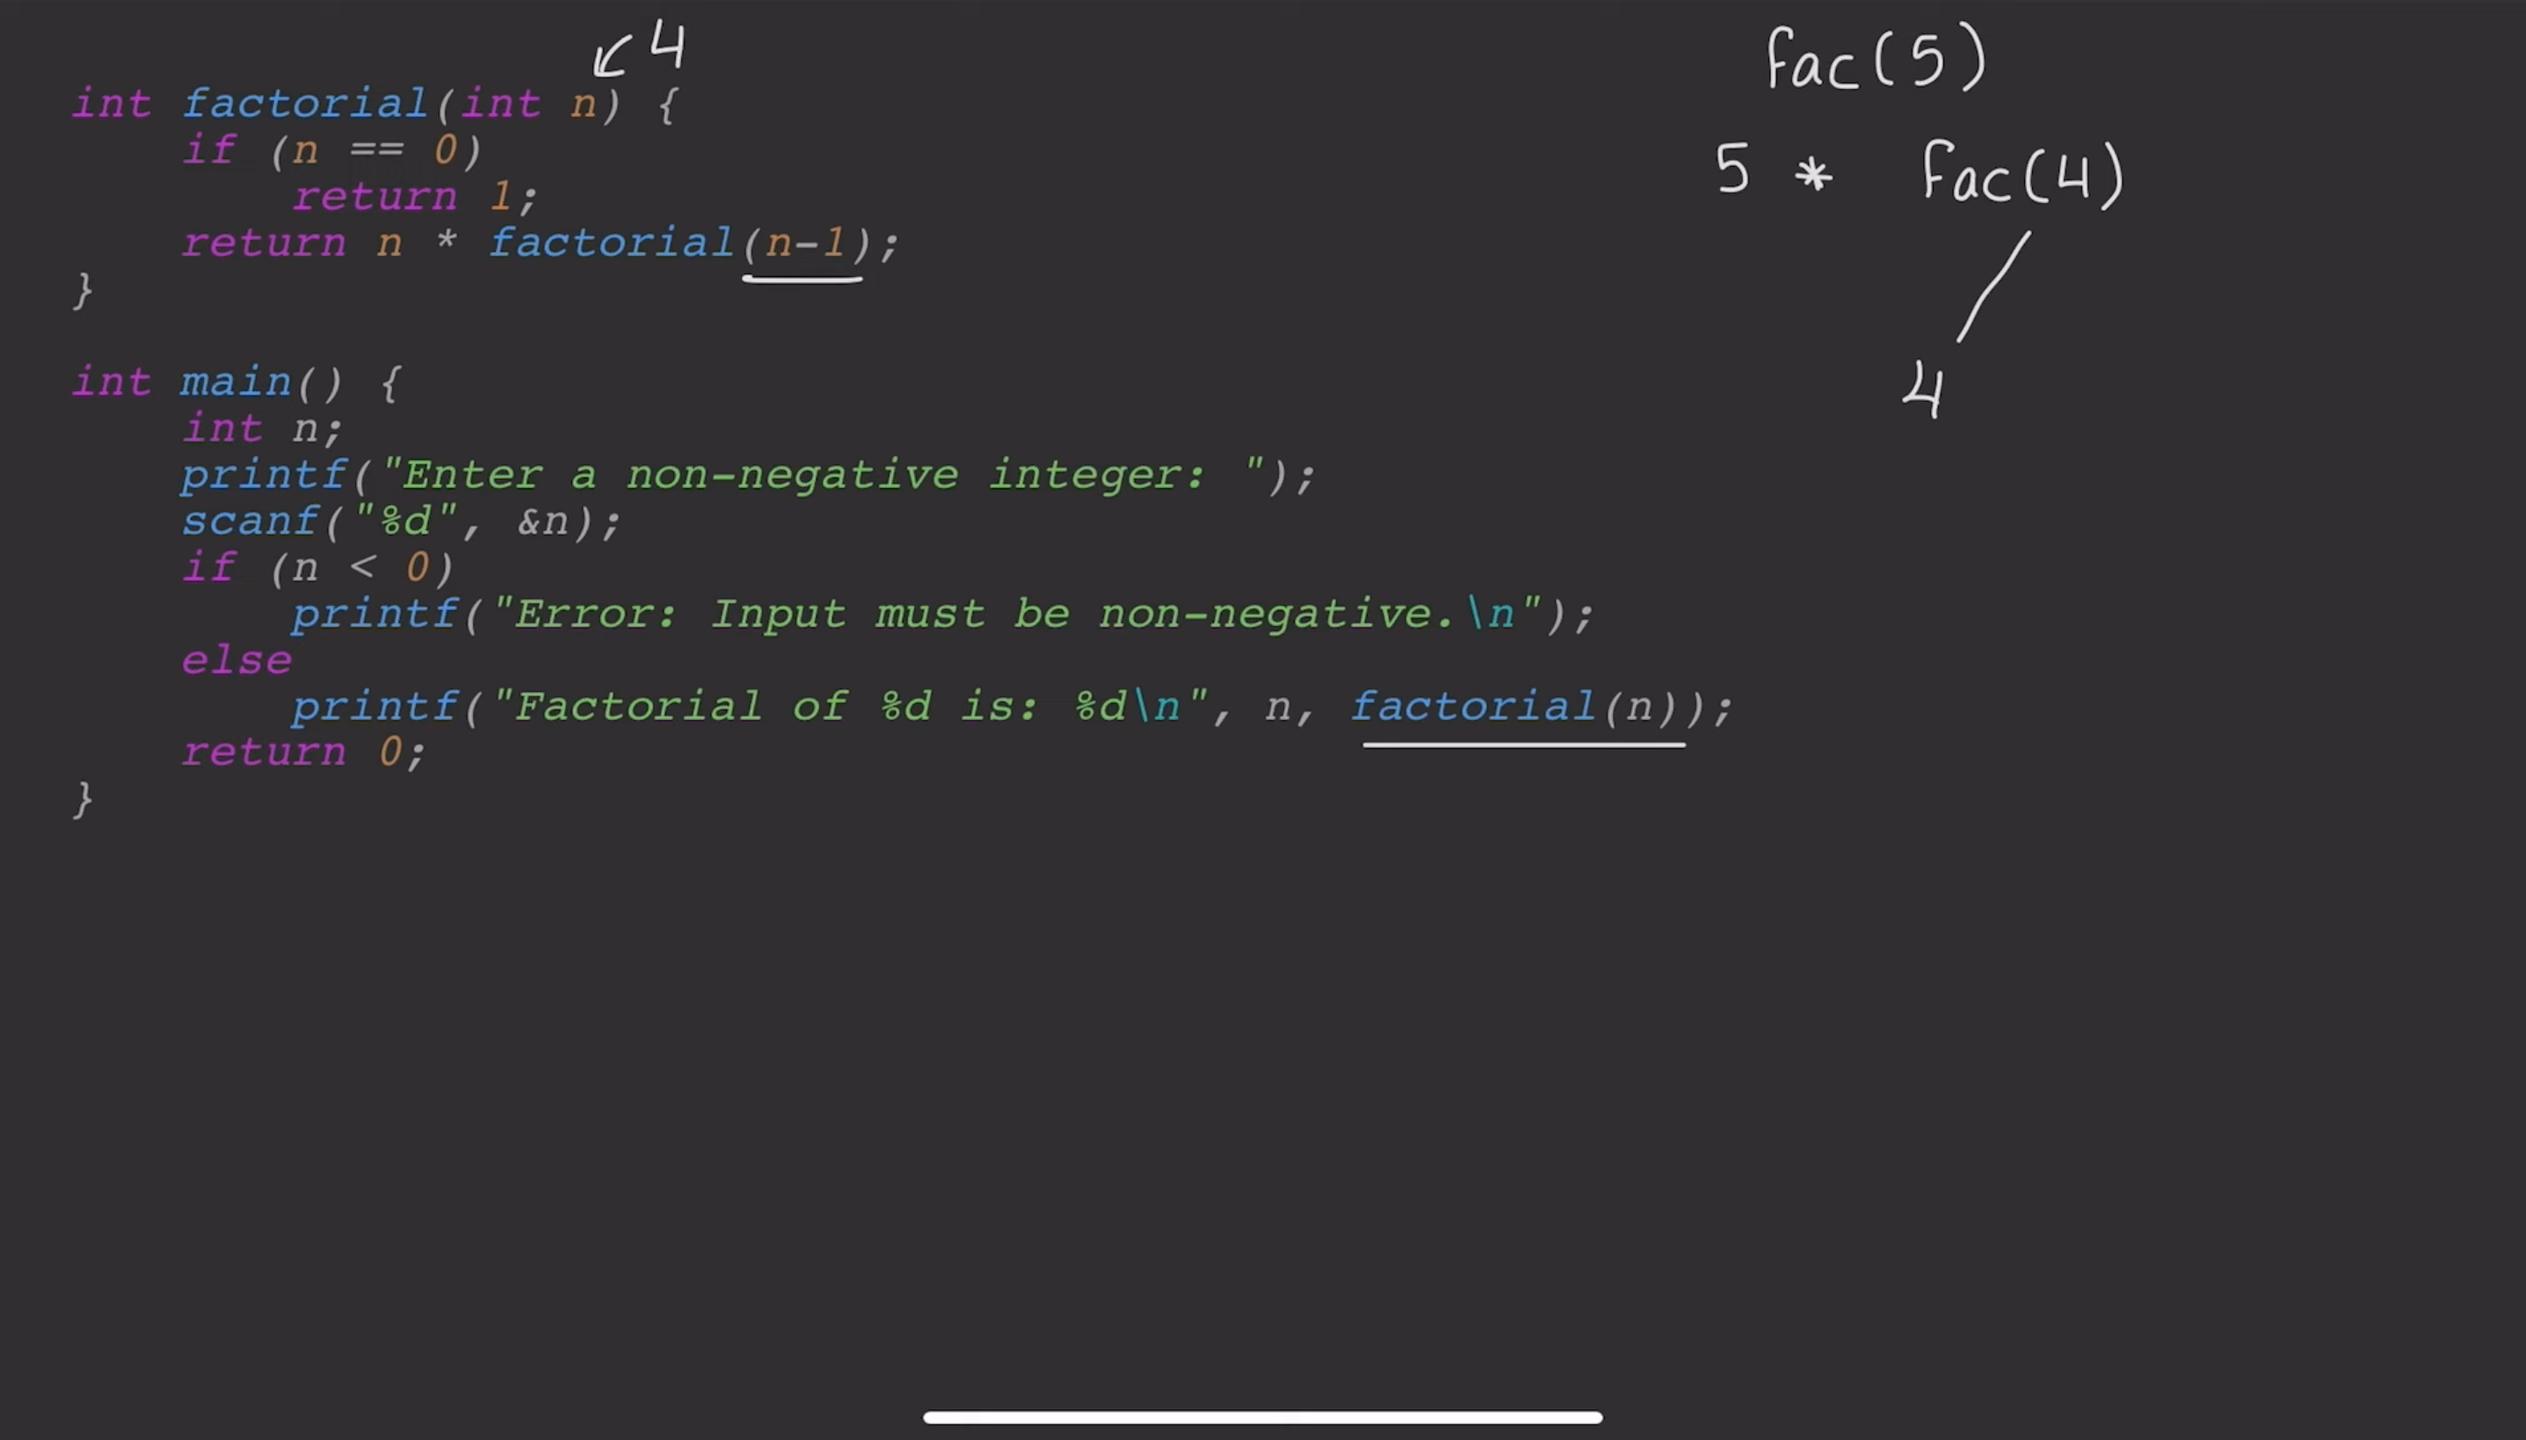 4
int factorial(int n) {
    if (n == 0)
        return 1;
    return n * factorial(n-1);
}
int main() {
    int n;
    printf("Enter a non-negative integer: ");
    scanf("%d", &n);
    if (n < 0)
        printf("Error: Input must be non-negative.\n");
    else
        printf("Factorial of %d is: %d\n", n, factorial(n));
    return 0;
}
fac(5)
5 * fac(4)
4